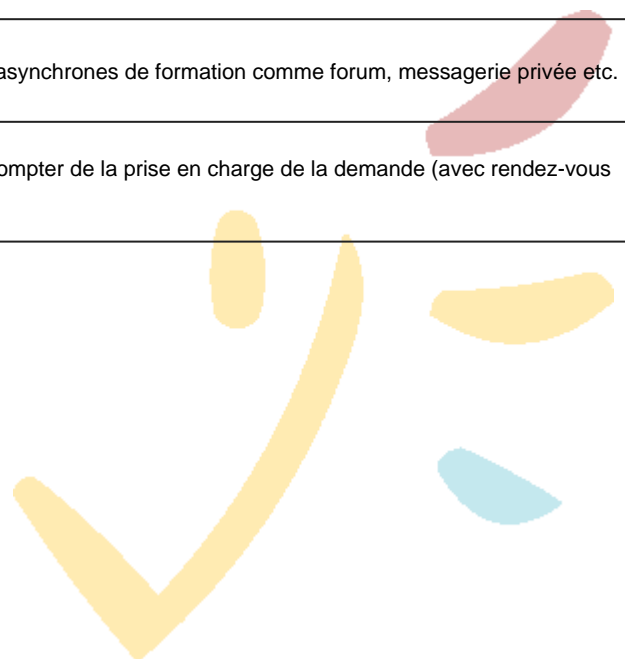 asynchrones de formation comme forum, messagerie privée etc.
ompter de la prise en charge de la demande (avec rendez-vous